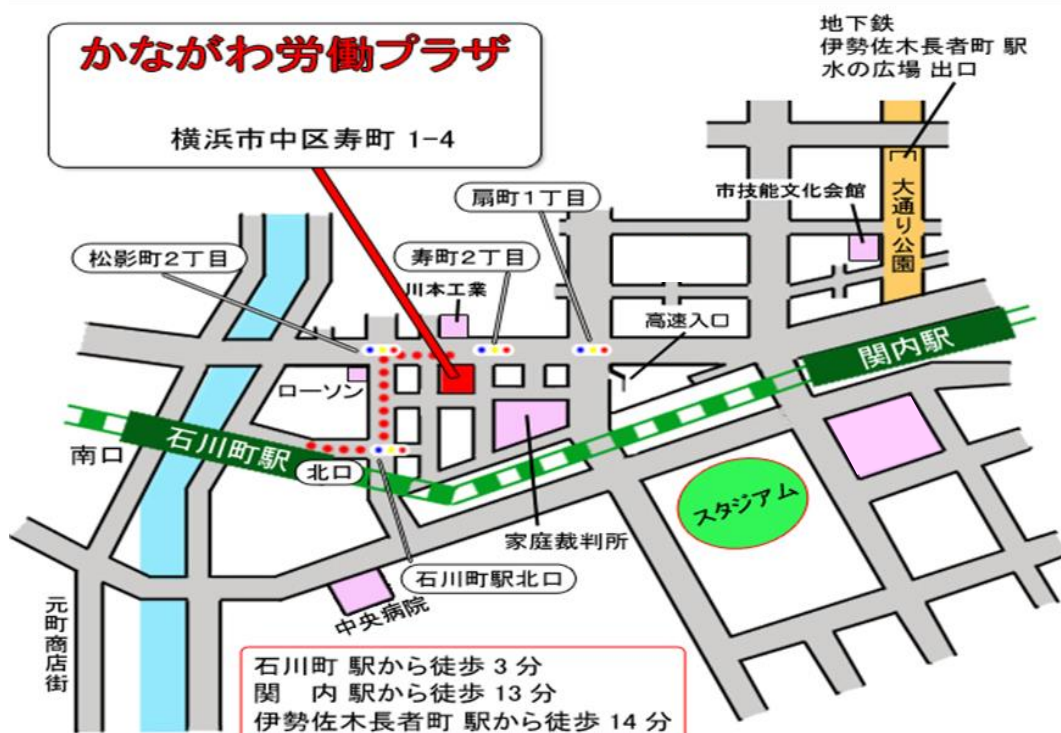 かながわ労働プラザ
横浜市中区寿町 1-4
地下鉄
伊勢佐木長者町 駅
水の広場 出口
扇町1丁目
市技能文化会館
大通り公園
松影町2丁目
寿町2丁目
川本工業
高速入口
関内駅
ローソン
石川町駅
南口
北口
スタジアム
家庭裁判所
石川町駅北口
中央病院
元町商店街
石川町 駅から徒歩 3 分
関　内 駅から徒歩 13 分
伊勢佐木長者町 駅から徒歩 14 分